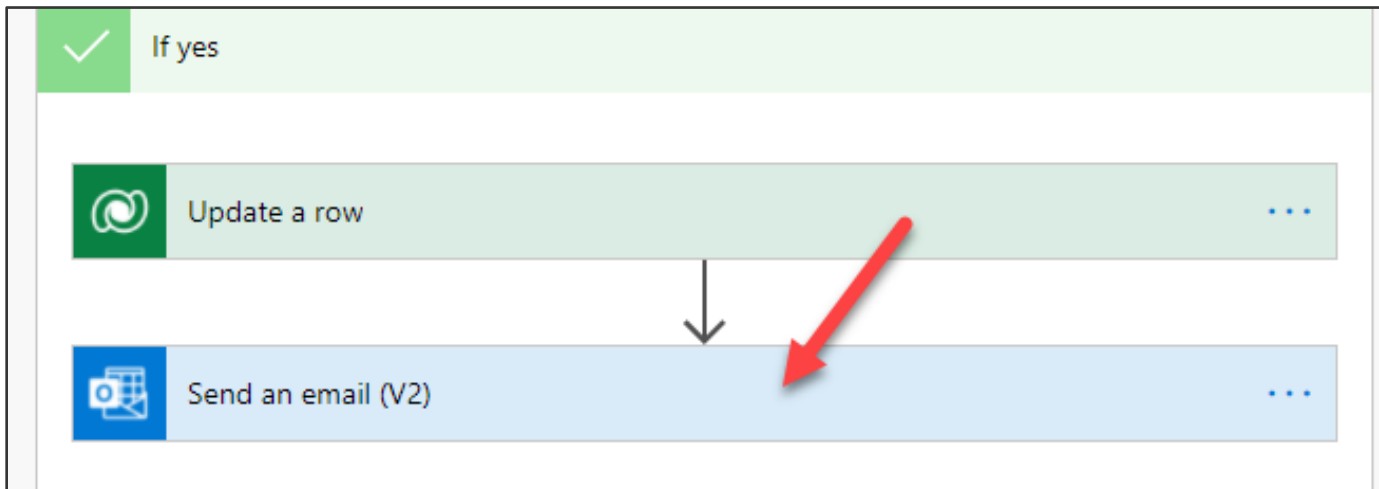 If yes
Update a row
Send an email (V2)